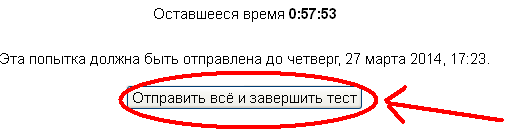 Оставшееся время 0:57:53
Эта попытка должна быть отправлена до четверг, 27 марта 2014, 17:23.
Отправить всё и завершить тест